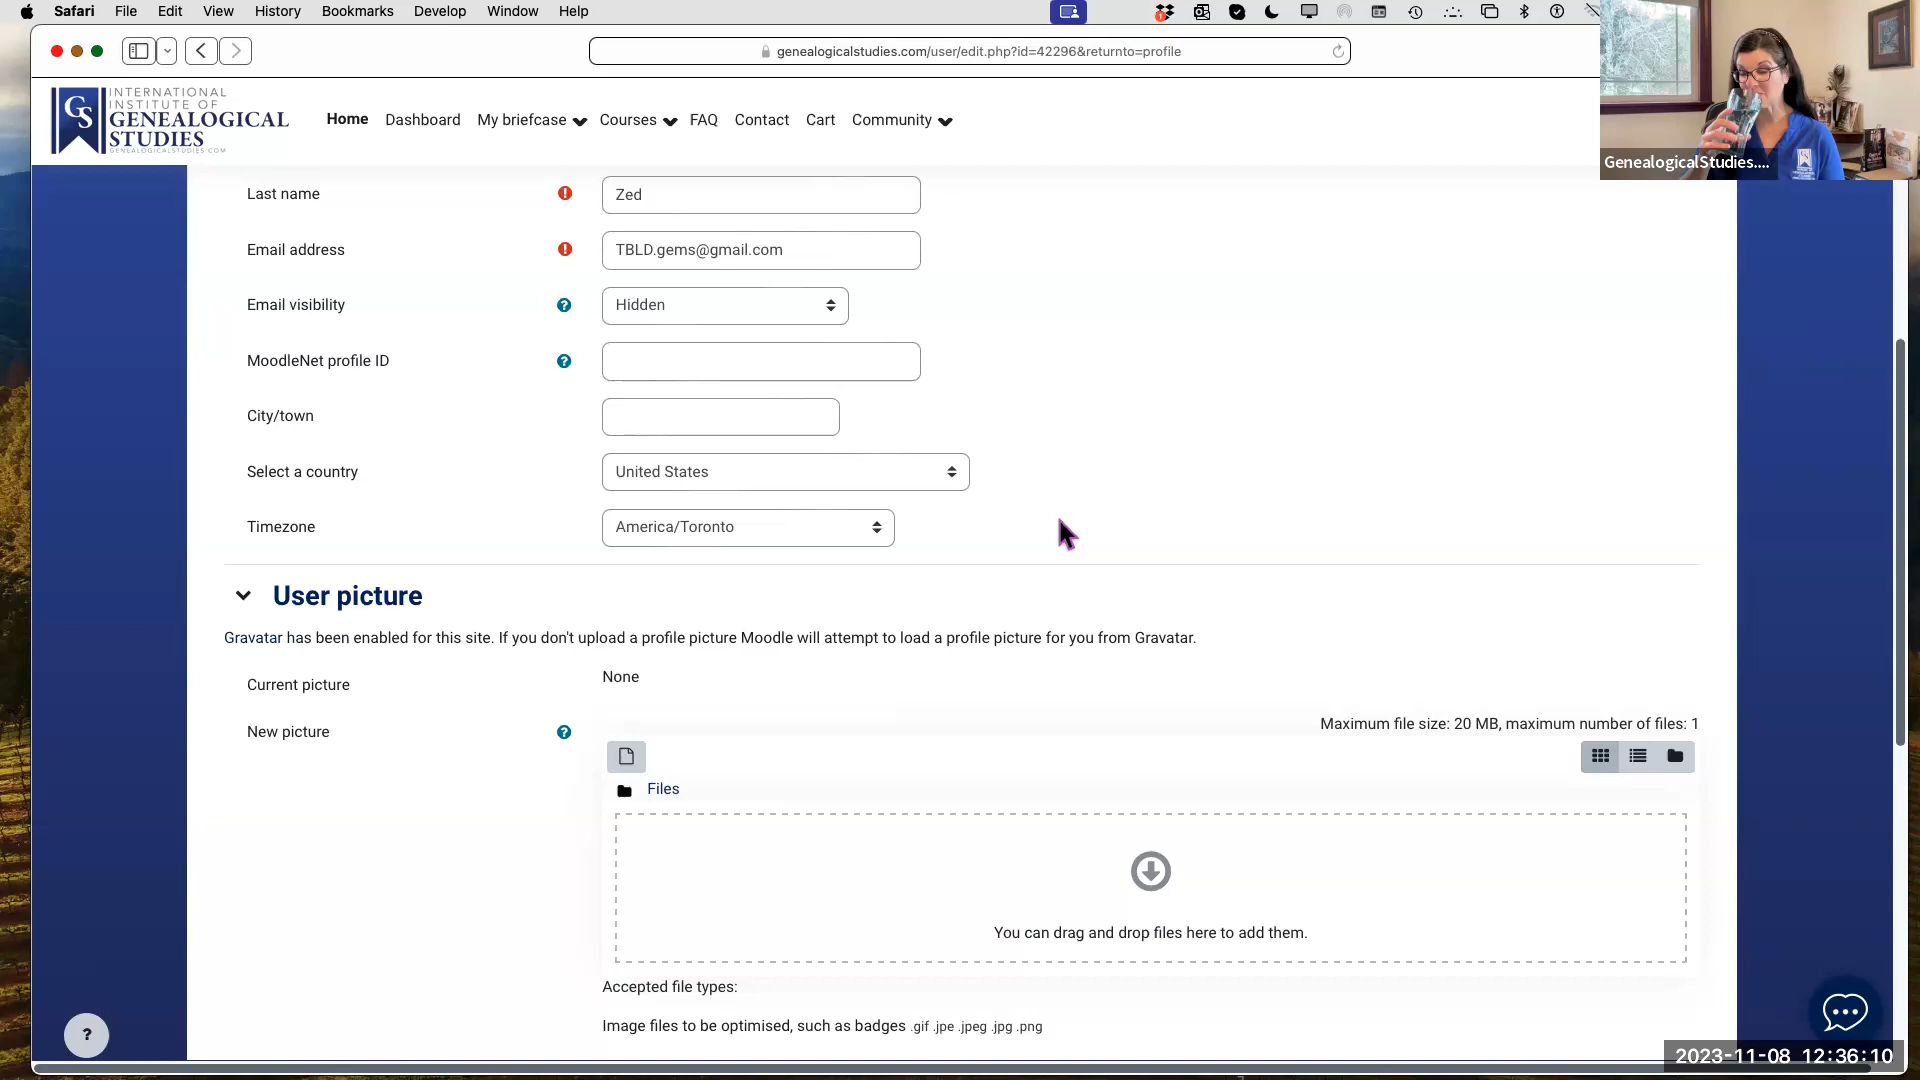 Safari File Edit View History Bookmarks Develop Window Help
genealogicalstudies.com/user/edit.php?id=42296&returnto=profile
GS
INTERNATIONAL
INSTITUTE OF
GENEALOGICAL
STUDIES
GENEALOGICALSTUDIES.COM
Home Dashboard My briefcase Courses FAQ Contact Cart Community
GenealogicalStudies....
Last name Zed
Email address TBLD.gems@gmail.com
Email visibility ? Hidden
MoodleNet profile ID ?
City/town
Select a country United States
Timezone America/Toronto
User picture
Gravatar has been enabled for this site. If you don't upload a profile picture Moodle will attempt to load a profile picture for you from Gravatar.
Current picture None
New picture ? Maximum file size: 20 MB, maximum number of files: 1
Files
You can drag and drop files here to add them.
Accepted file types:
Image files to be optimised, such as badges .gif .jpe .jpeg .jpg .png
?
2023-11-08 12:36:10